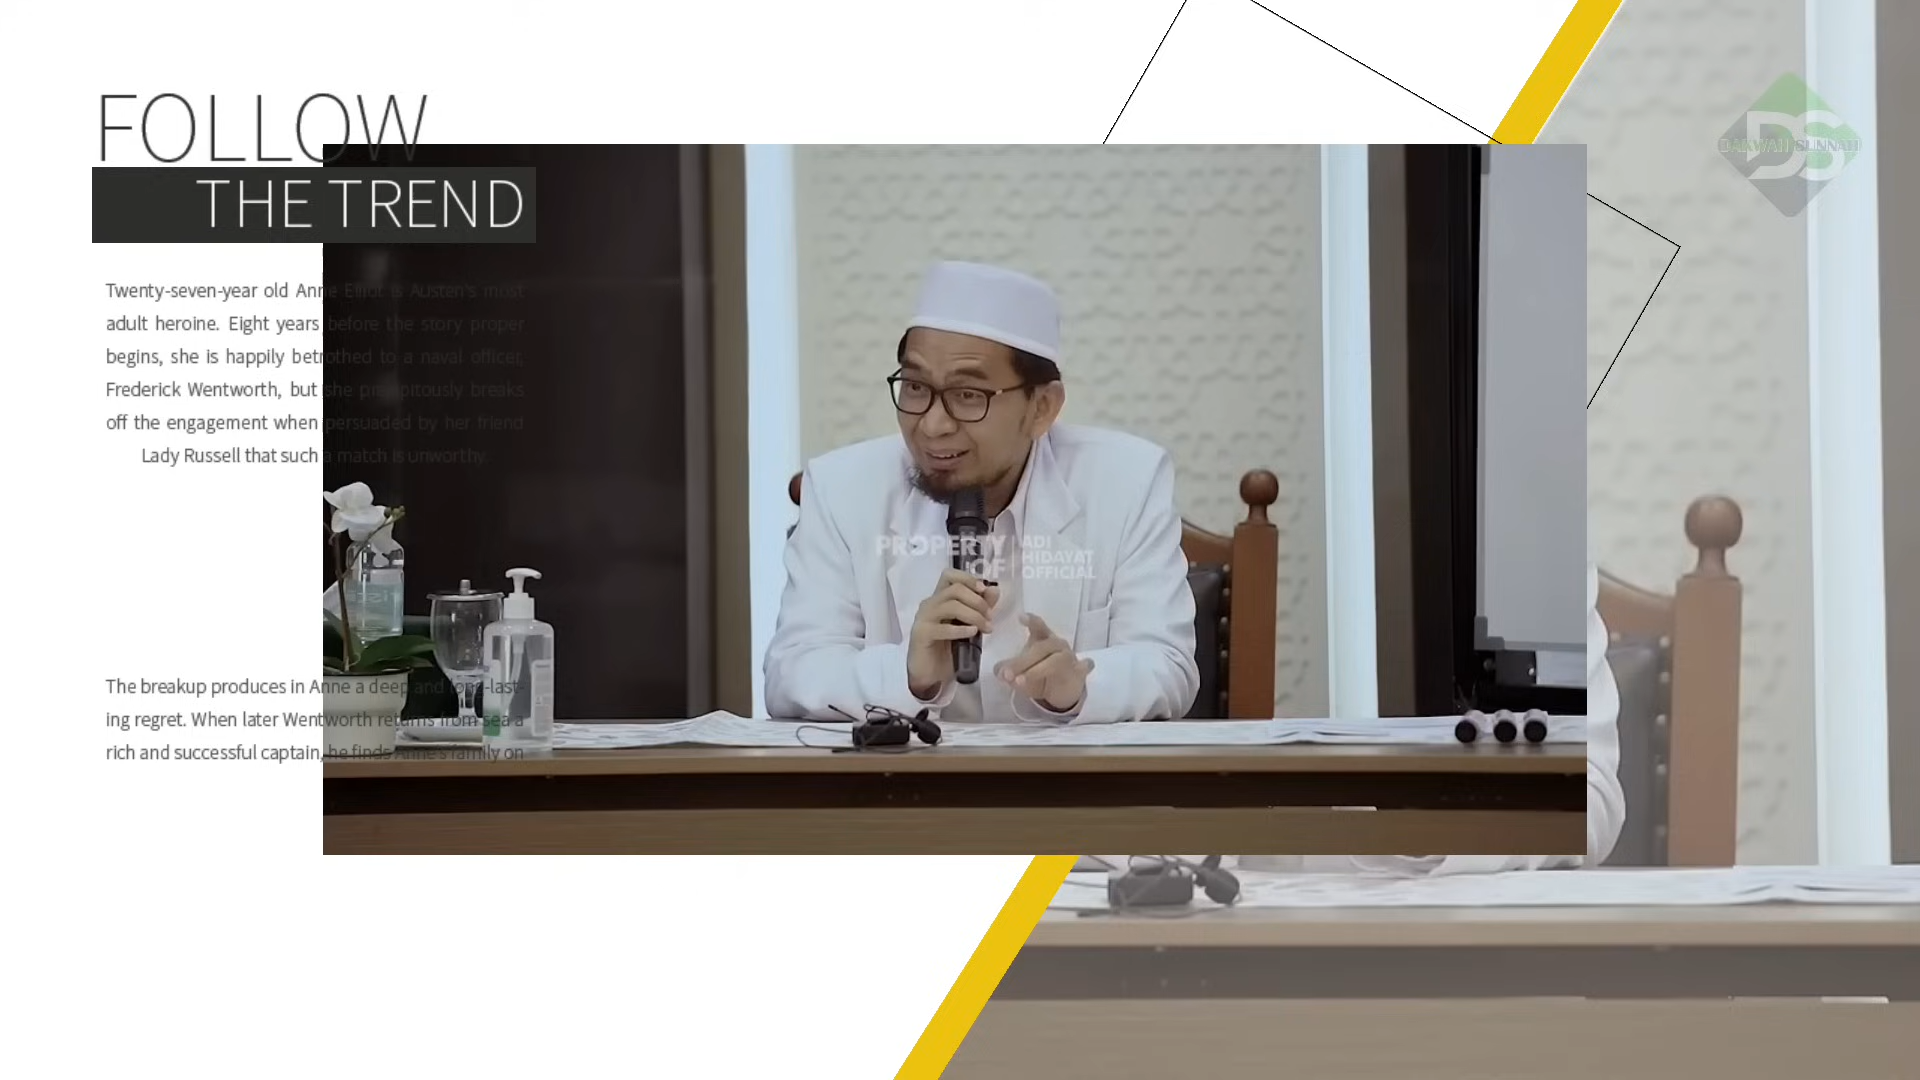 FOLLOW
THE TREND
Twenty-seven-year old Anne Elliot is Austen's most
adult heroine. Eight years before the story proper
begins, she is happily betrothed to a naval officer,
Frederick Wentworth, but she precipitously breaks
off the engagement when persuaded by her friend
Lady Russell that such a match is unworthy.
The breakup produces in Anne a deep and long-last-
ing regret. When later Wentworth returns from sea a
rich and successful captain, he finds Anne's family on
PROPERTY OF
ADI HIDAYAT OFFICIAL
DS
DAKWAH SUNNAH